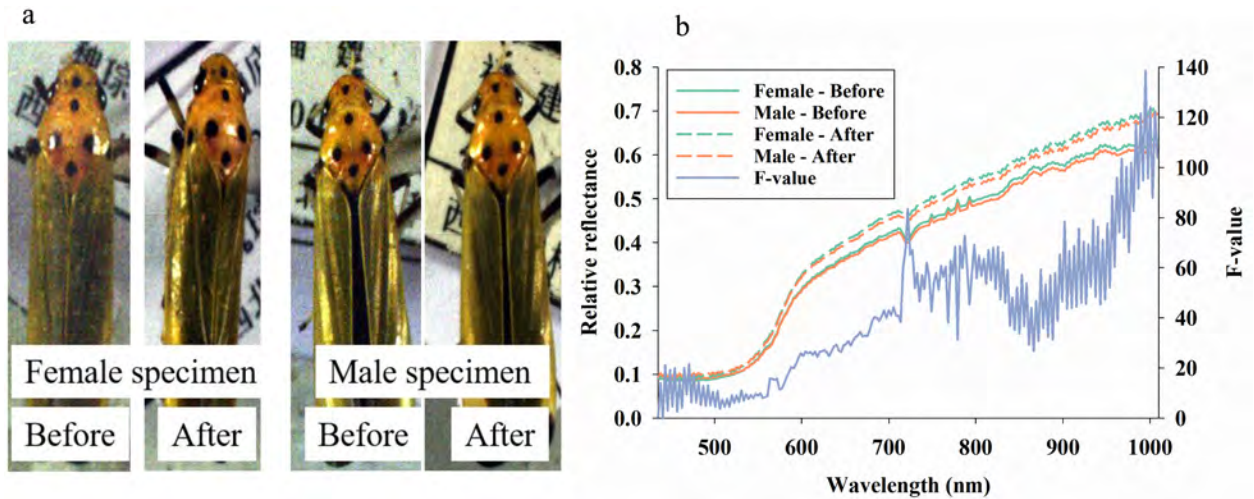 a
Female specimen
Before
After
Male specimen
Before
After
b
Relative reflectance
0.8
0.7
0.6
0.5
0.4
0.3
0.2
0.1
0.0
Female - Before
Male - Before
Female - After
Male - After
F-value
140
120
100
80
60
40
20
0
F-value
500
600
700
800
900
1000
Wavelength (nm)